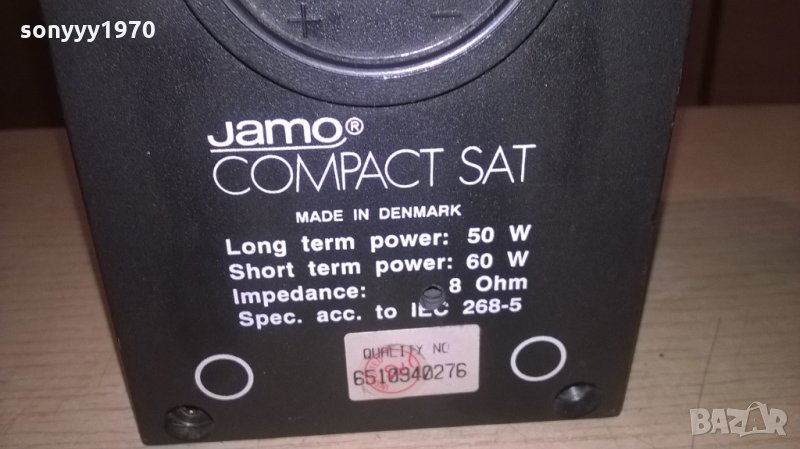 sonyyy1970
+ −
Jamo®
COMPACT SAT
MADE IN DENMARK
Long term power: 50 W
Short term power: 60 W
Impedance: 8 Ohm
Spec. acc. to IEC 268-5
QUALITY NO
6510940276
BAZAR